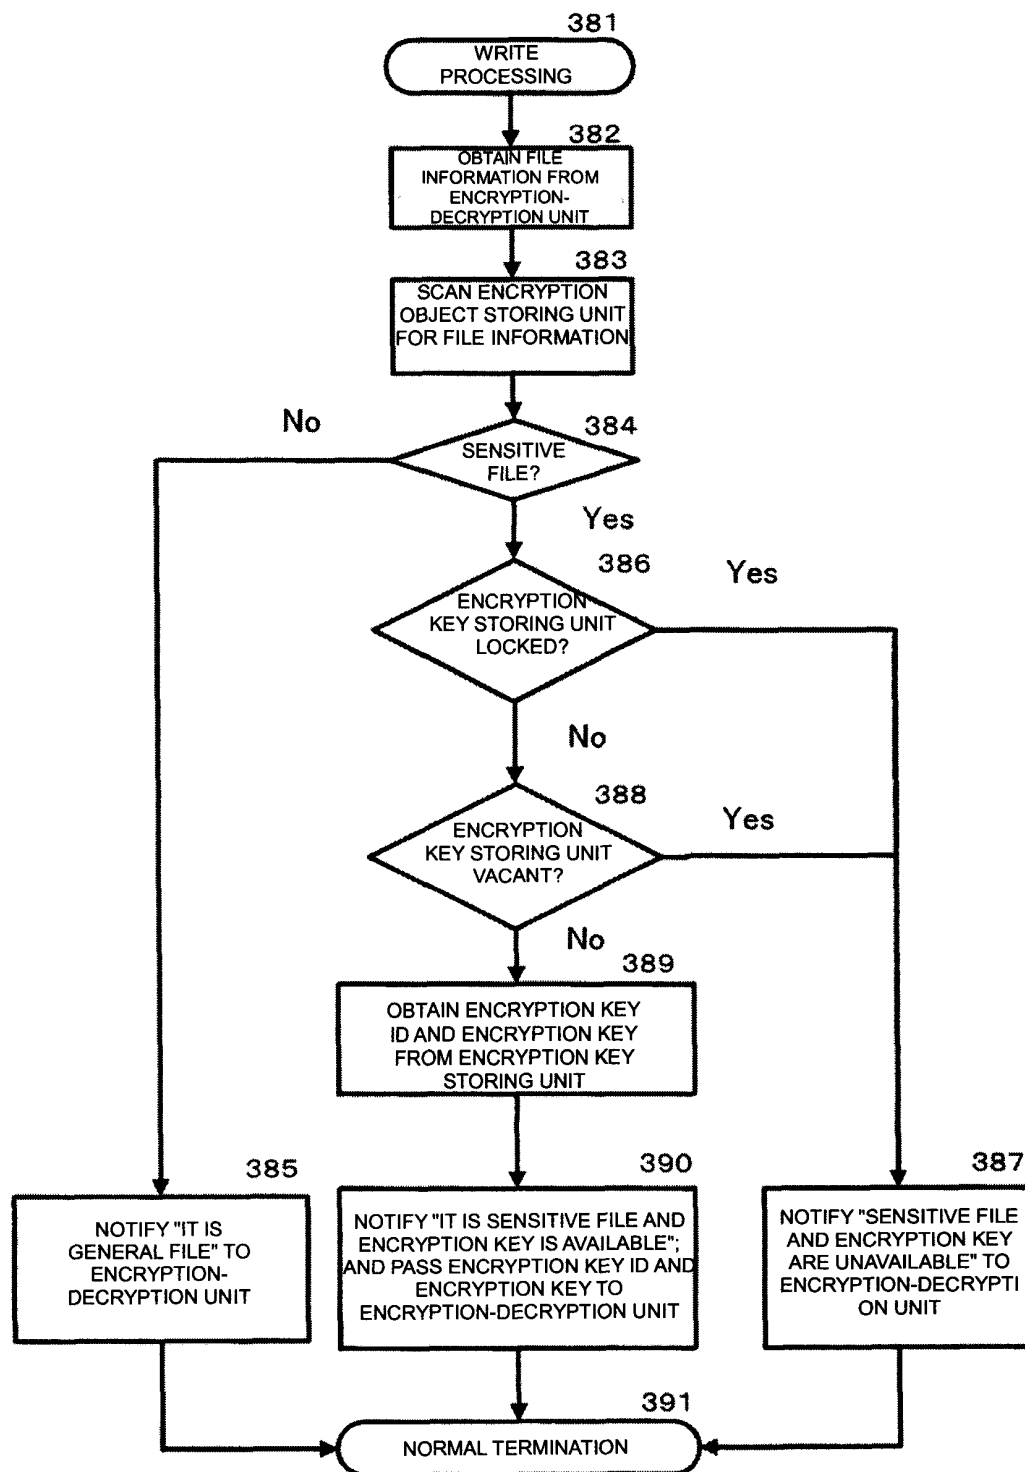 381
WRITE
PROCESSING
382
OBTAIN FILE
INFORMATION FROM
ENCRYPTION-
DECRYPTION UNIT
383
SCAN ENCRYPTION
OBJECT STORING UNIT
FOR FILE INFORMATION
No
384
SENSITIVE
FILE?
Yes
386
Yes
ENCRYPTION
KEY STORING UNIT
LOCKED?
No
388
Yes
ENCRYPTION
KEY STORING UNIT
VACANT?
No
389
OBTAIN ENCRYPTION KEY
ID AND ENCRYPTION KEY
FROM ENCRYPTION KEY
STORING UNIT
385
NOTIFY "IT IS
GENERAL FILE" TO
ENCRYPTION-
DECRYPTION UNIT
390
NOTIFY "IT IS SENSITIVE FILE AND
ENCRYPTION KEY IS AVAILABLE";
AND PASS ENCRYPTION KEY ID AND
ENCRYPTION KEY TO
ENCRYPTION-DECRYPTION UNIT
387
NOTIFY "SENSITIVE FILE
AND ENCRYPTION KEY
ARE UNAVAILABLE" TO
ENCRYPTION-DECRYPTI
ON UNIT
391
NORMAL TERMINATION